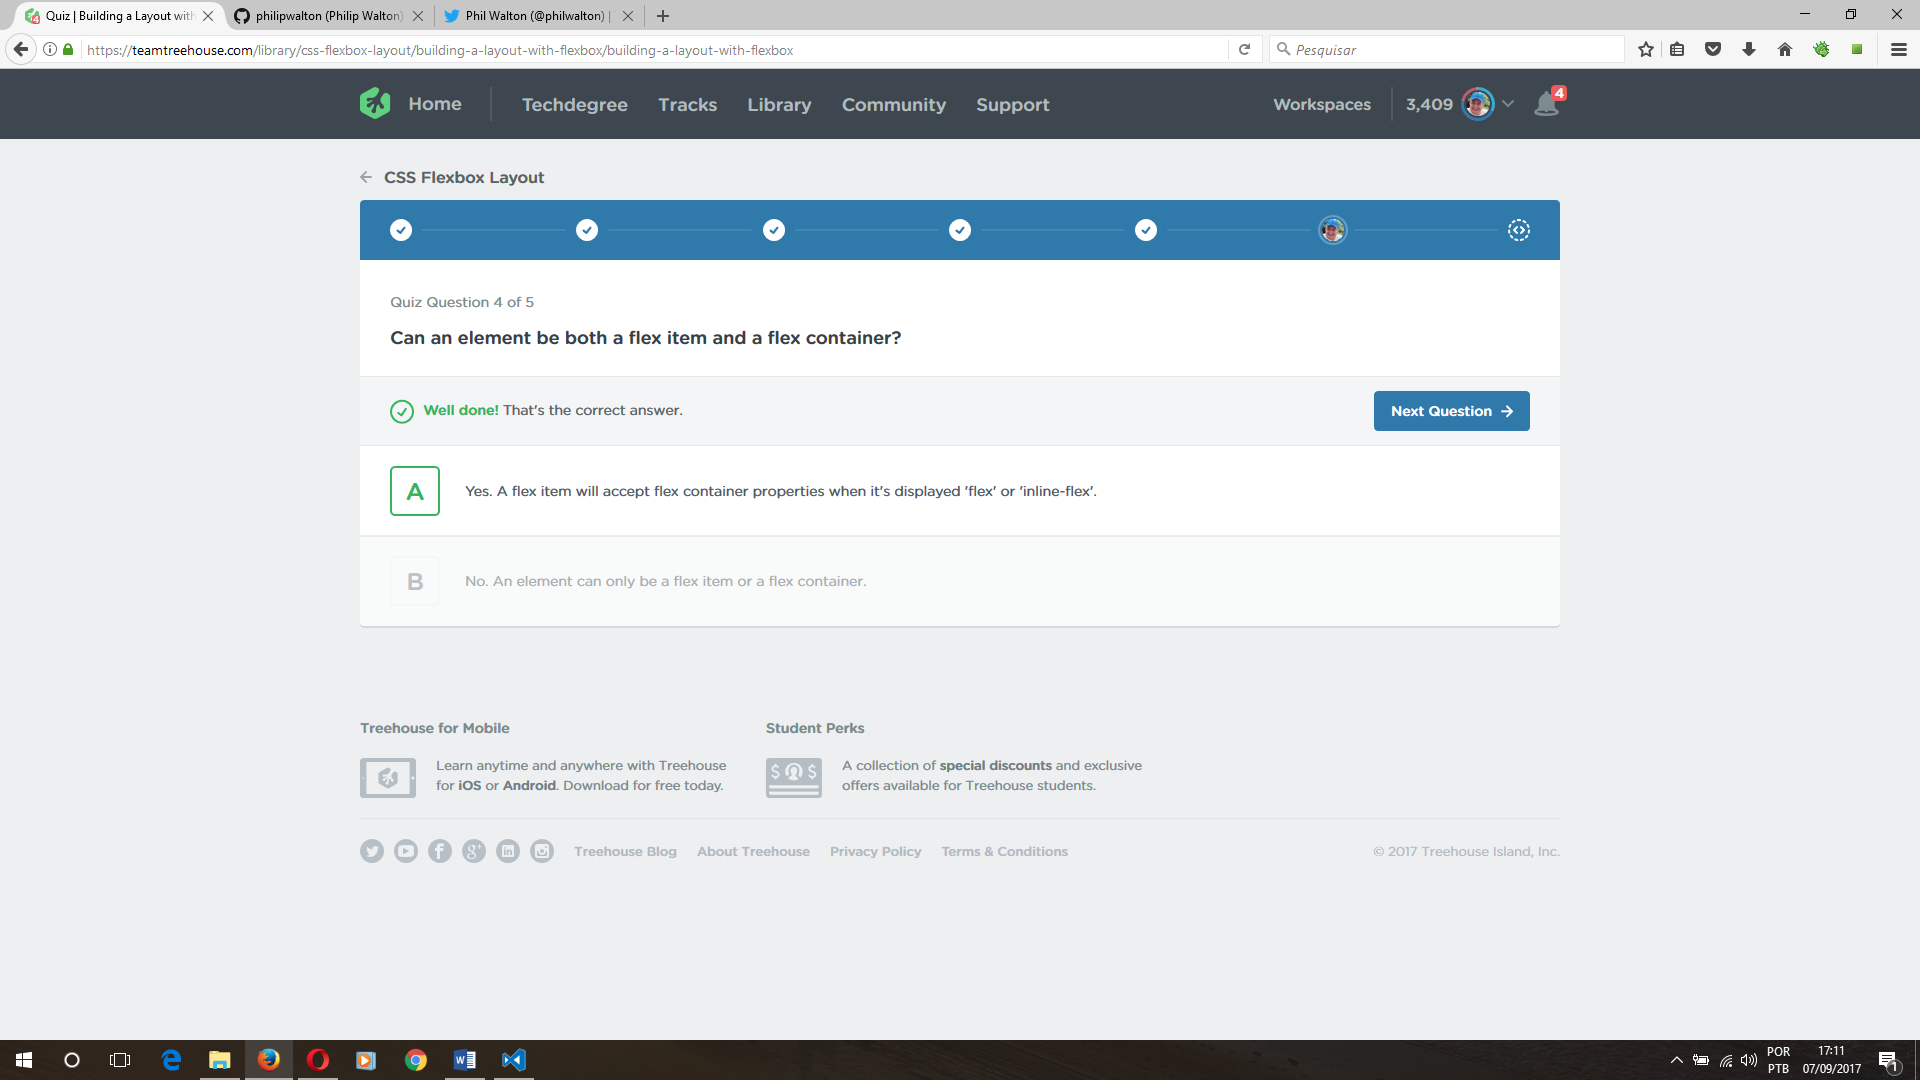 Quiz | Building a Layout with
philipwalton (Philip Walton)
Phil Walton (@philwalton) |
https://teamtreehouse.com/library/css-flexbox-layout/building-a-layout-with-flexbox/building-a-layout-with-flexbox
Pesquisar
Home
Techdegree
Tracks
Library
Community
Support
Workspaces
3,409
4
CSS Flexbox Layout
Quiz Question 4 of 5
Can an element be both a flex item and a flex container?
Well done! That's the correct answer.
Next Question
A
Yes. A flex item will accept flex container properties when it's displayed 'flex' or 'inline-flex'.
B
No. An element can only be a flex item or a flex container.
Treehouse for Mobile
Learn anytime and anywhere with Treehouse
for iOS or Android. Download for free today.
Student Perks
A collection of special discounts and exclusive
offers available for Treehouse students.
Treehouse Blog
About Treehouse
Privacy Policy
Terms & Conditions
© 2017 Treehouse Island, Inc.
POR
PTB
17:11
07/09/2017
1